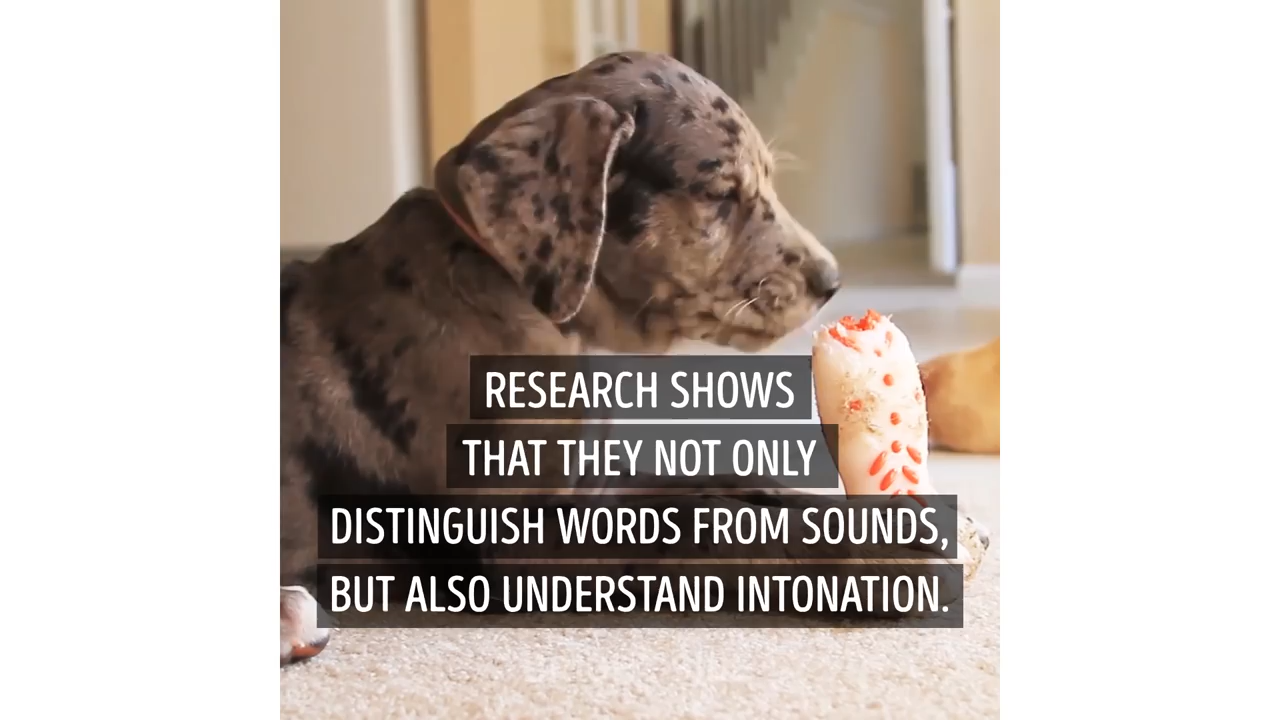 RESEARCH SHOWS
THAT THEY NOT ONLY
DISTINGUISH WORDS FROM SOUNDS,
BUT ALSO UNDERSTAND INTONATION.